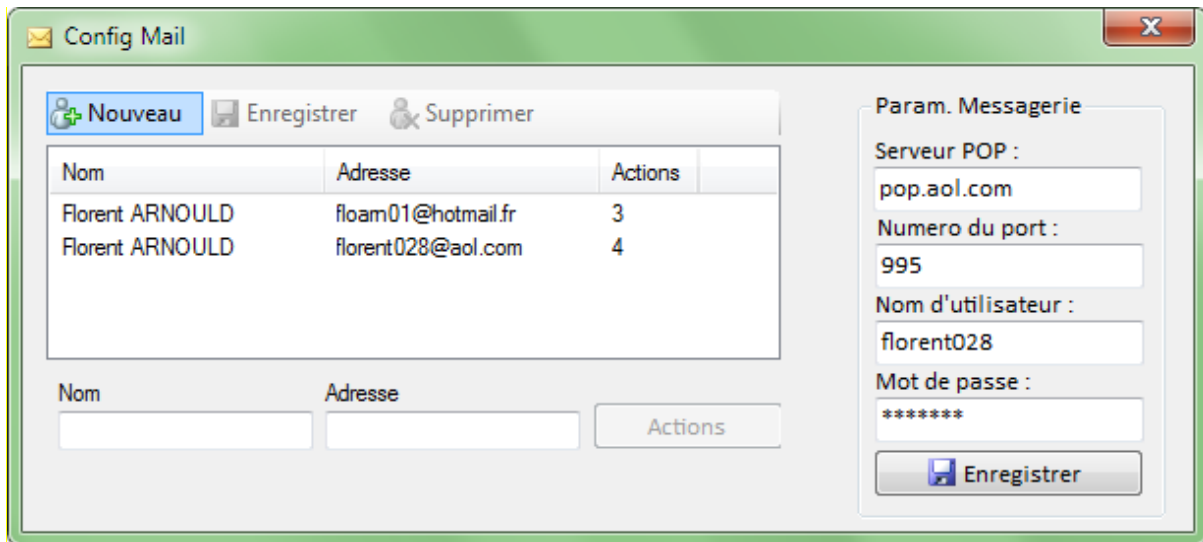 Config Mail
Nouveau Enregistrer Supprimer
Nom Adresse Actions
Florent ARNOULD floarn01@hotmail.fr 3
Florent ARNOULD florent028@aol.com 4
Nom Adresse
Actions
Param. Messagerie
Serveur POP :
pop.aol.com
Numero du port :
995
Nom d'utilisateur :
florent028
Mot de passe :
*******
Enregistrer